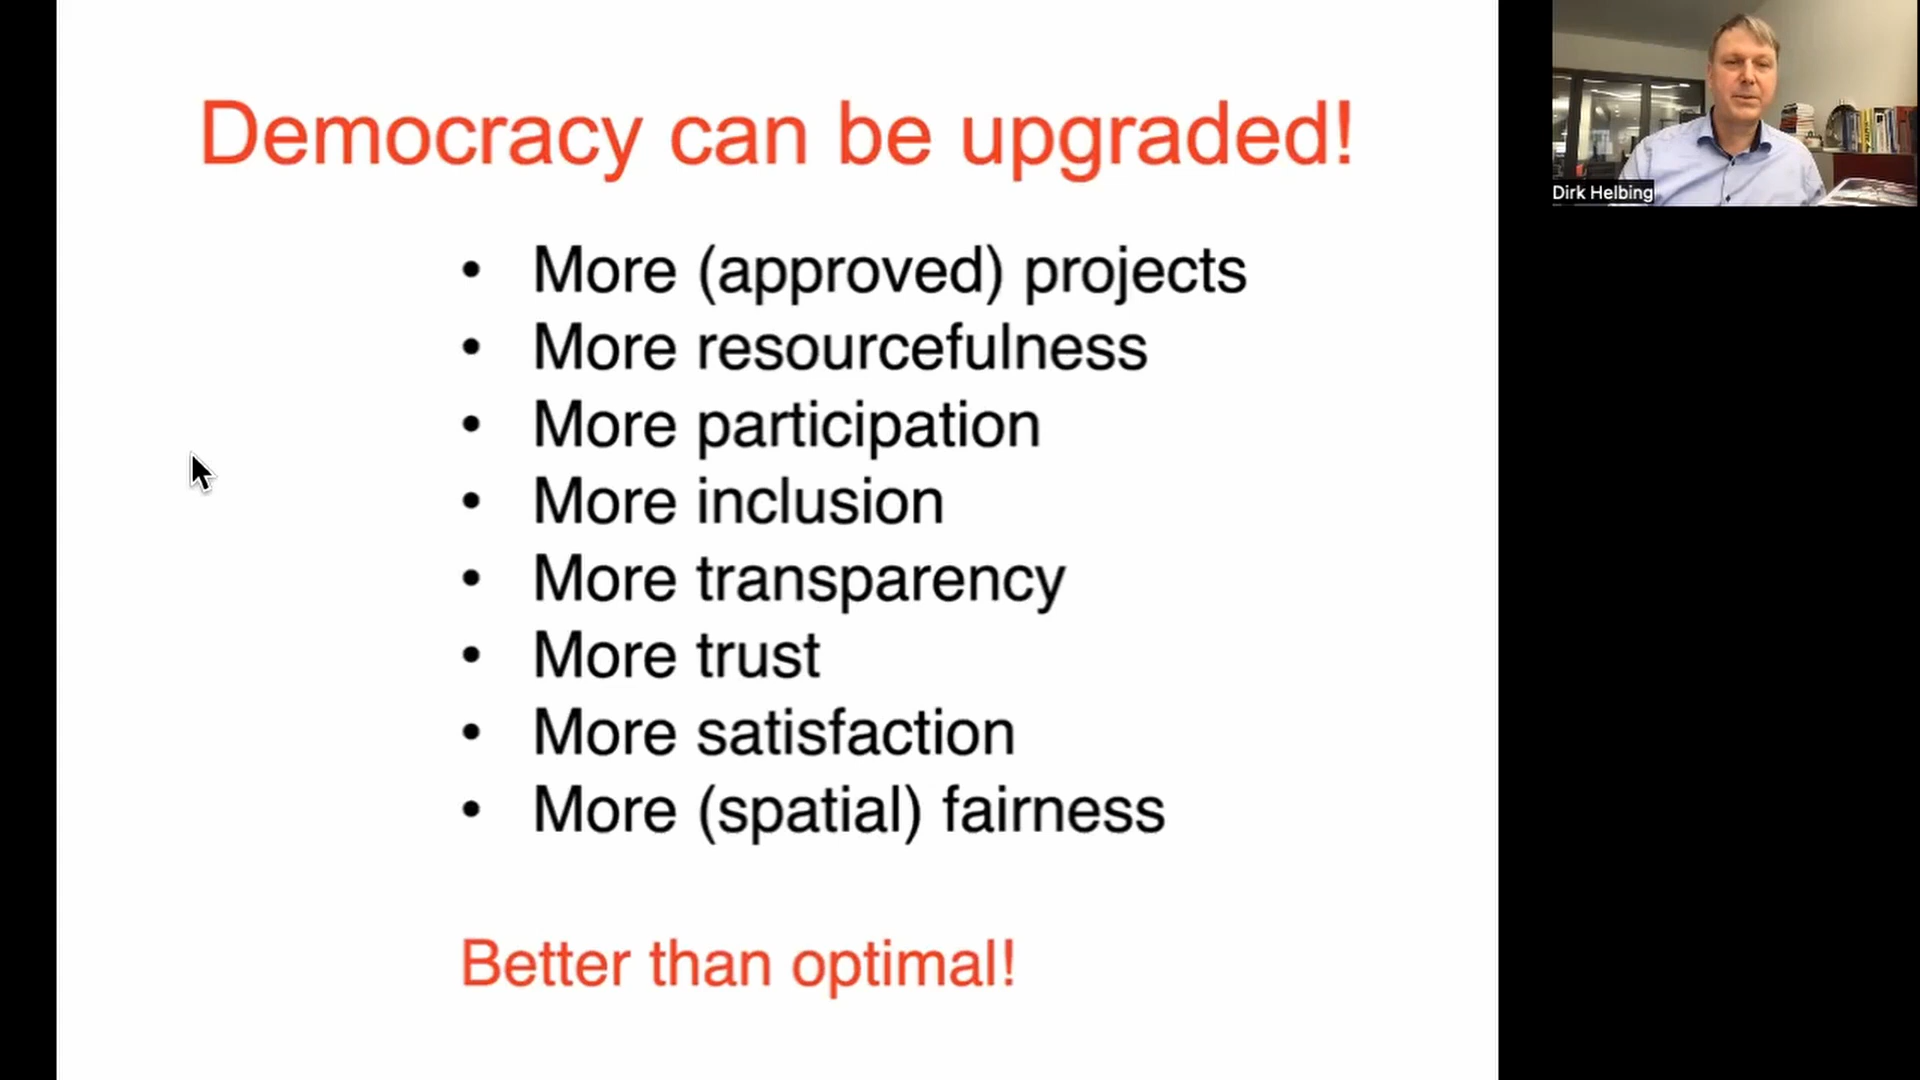 Democracy can be upgraded!
• More (approved) projects
• More resourcefulness
• More participation
• More inclusion
• More transparency
• More trust
• More satisfaction
• More (spatial) fairness
Better than optimal!
Dirk Helbing